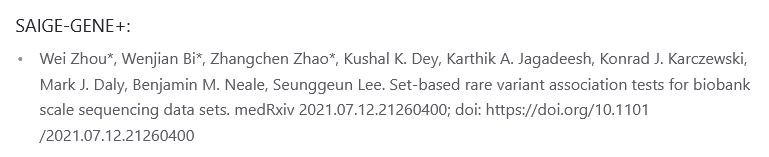 SAIGE-GENE+:
• Wei Zhou*, Wenjian Bi*, Zhangchen Zhao*, Kushal K. Dey, Karthik A. Jagadeesh, Konrad J. Karczewski,
Mark J. Daly, Benjamin M. Neale, Seunggeun Lee. Set-based rare variant association tests for biobank
scale sequencing data sets. medRxiv 2021.07.12.21260400; doi: https://doi.org/10.1101
/2021.07.12.21260400